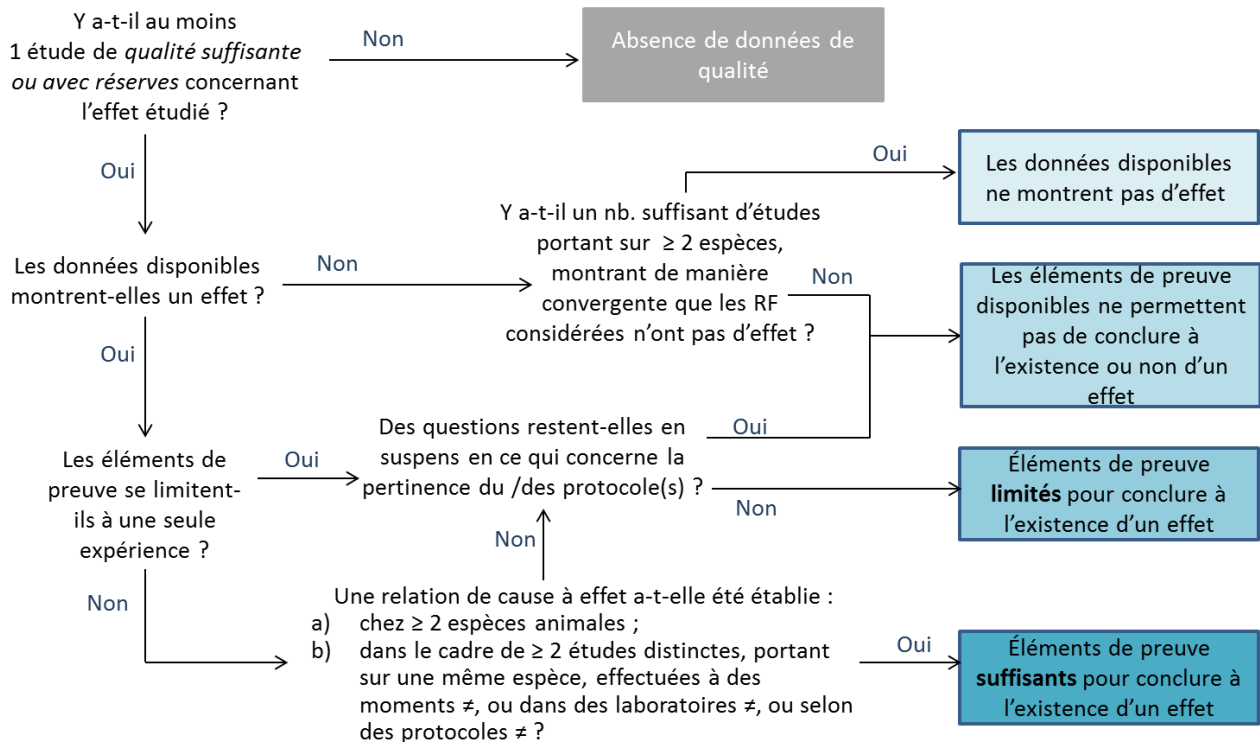 Y a-t-il au moins
1 étude de qualité suffisante
ou avec réserves concernant
l'effet étudié ?
Non
Absence de données de
qualité
Oui
Oui
Les données disponibles
ne montrent pas d'effet
Y a-t-il un nb. suffisant d'études
portant sur ≥ 2 espèces,
montrant de manière
convergente que les RF
considérées n'ont pas d'effet ?
Les données disponibles
montrent-elles un effet ?
Non
Non
Les éléments de preuve
disponibles ne permettent
pas de conclure à
l'existence ou non d'un
effet
Oui
Des questions restent-elles en
suspens en ce qui concerne la
pertinence du /des protocole(s) ?
Oui
Les éléments de
preuve se limitent-
ils à une seule
expérience ?
Oui
Non
Éléments de preuve
limités pour conclure à
l'existence d'un effet
Non
Non
Une relation de cause à effet a-t-elle été établie :
a) chez ≥ 2 espèces animales ;
b) dans le cadre de ≥ 2 études distinctes, portant
sur une même espèce, effectuées à des
moments ≠, ou dans des laboratoires ≠, ou selon
des protocoles ≠ ?
Oui
Éléments de preuve
suffisants pour conclure à
l'existence d'un effet